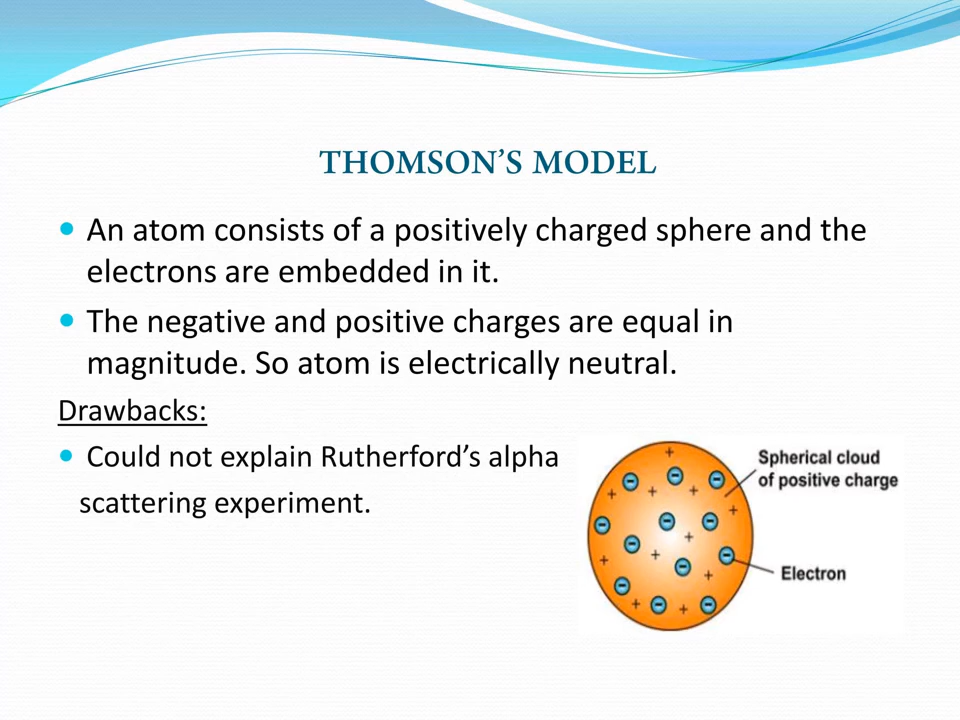 THOMSON'S MODEL
An atom consists of a positively charged sphere and the
electrons are embedded in it.
The negative and positive charges are equal in
magnitude. So atom is electrically neutral.
Drawbacks:
Could not explain Rutherford's alpha
scattering experiment.
Spherical cloud
of positive charge
Electron